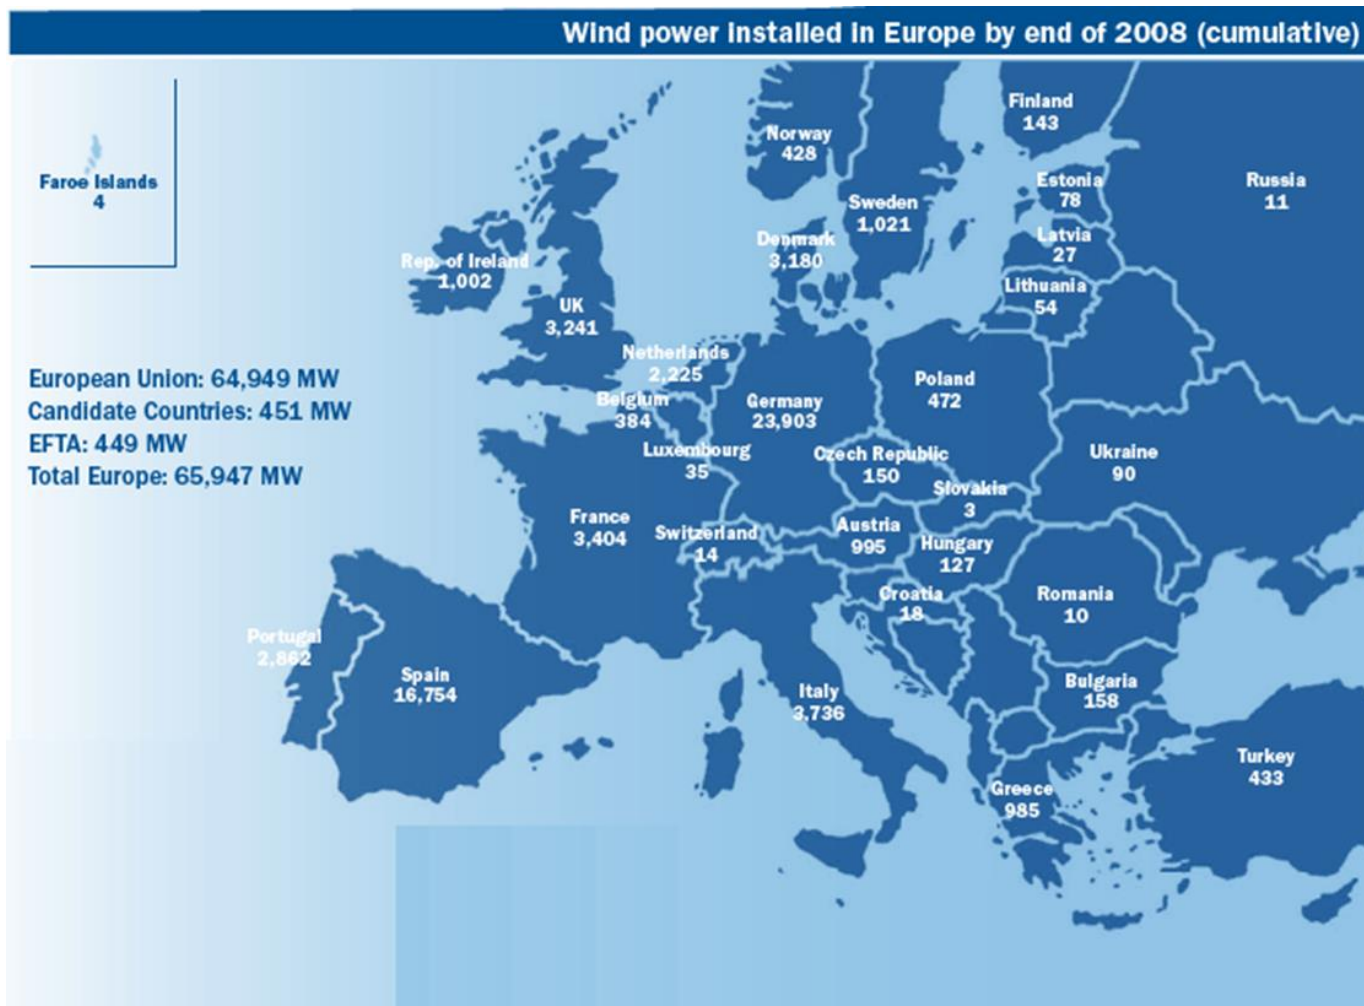 Wind power installed in Europe by end of 2008 (cumulative)
Faroe Islands
4
European Union: 64,949 MW
Candidate Countries: 451 MW
EFTA: 449 MW
Total Europe: 65,947 MW
Finland
143
Norway
428
Sweden
1,021
Estonia
78
Russia
11
Latvia
27
Denmark
3,180
Lithuania
54
Rep. of Ireland
1,002
UK
3,241
Netherlands
2,225
Belgium
384
Germany
23,903
Poland
472
Luxembourg
35
Czech Republic
150
Ukraine
90
Slovakia
3
France
3,404
Switzerland
14
Austria
995
Hungary
127
Croatia
18
Romania
10
Portugal
2,862
Spain
16,754
Italy
3,736
Bulgaria
158
Turkey
433
Greece
985